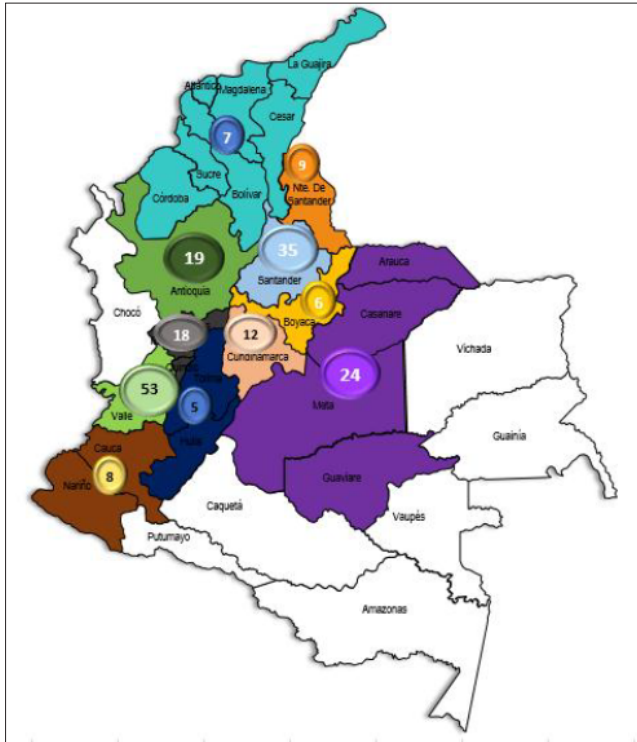 La Guajira
Atlántico
Magdalena
Cesar
7
9
Sucre
Nte. De
Santander
Córdoba
Bolívar
35
19
Santander
Arauca
Antioquia
6
Casanare
Chocó
Boyaca
18
12
Vichada
Cundinamarca
53
24
Tolima
Valle
5
Meta
Huila
Guainía
Cauca
8
Nariño
Guaviare
Caquetá
Vaupés
Putumayo
Amazonas